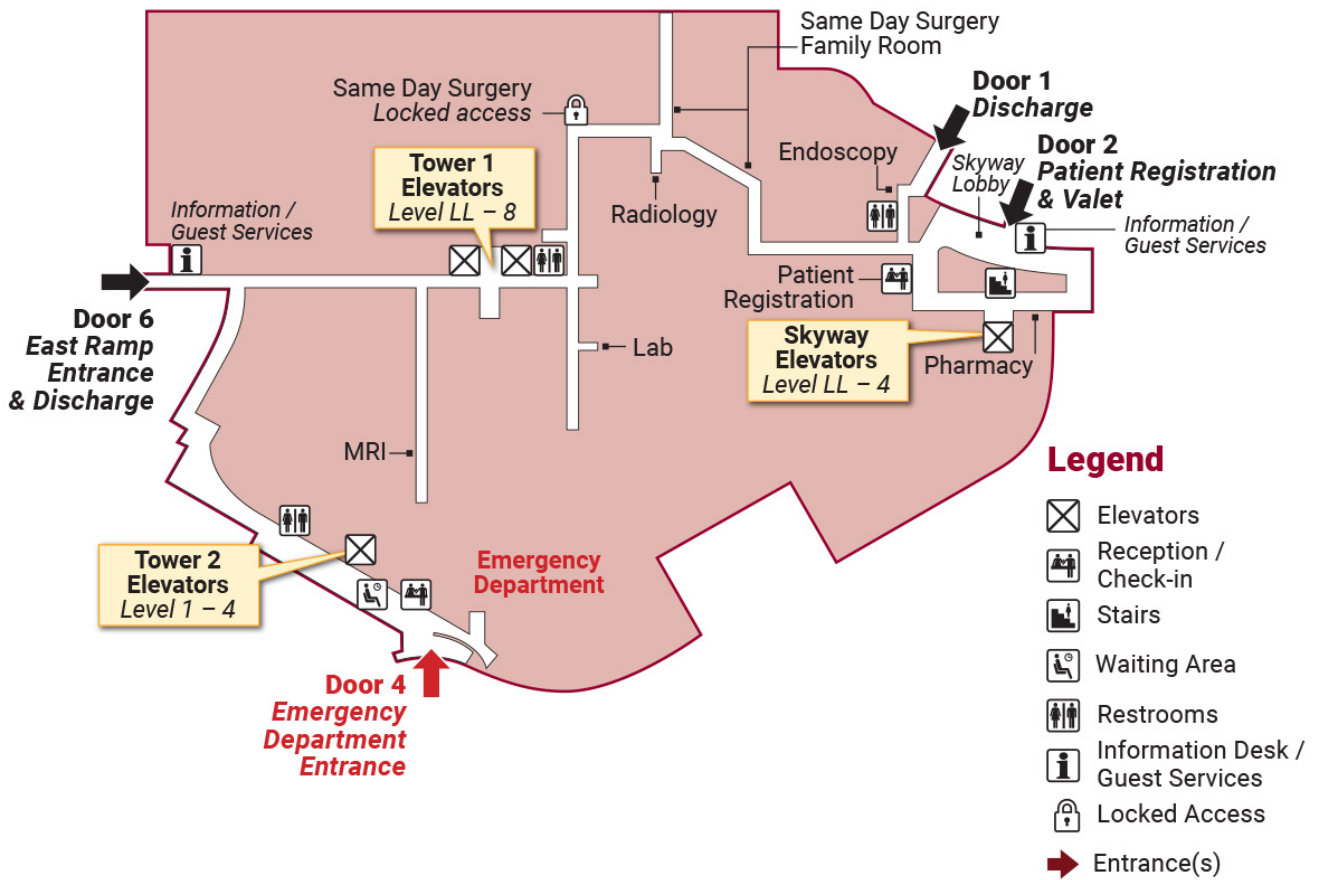 Same Day Surgery
Family Room
Same Day Surgery
Locked access
Door 1
Discharge
Tower 1
Elevators
Level LL – 8
Endoscopy
Skyway
Lobby
Door 2
Patient Registration
& Valet
Information /
Guest Services
Radiology
Information /
Guest Services
Patient
Registration
Door 6
East Ramp
Entrance
& Discharge
Skyway
Elevators
Level LL – 4
Lab
Pharmacy
MRI
Tower 2
Elevators
Level 1 – 4
Emergency
Department
Door 4
Emergency
Department
Entrance
Legend
Elevators
Reception /
Check-in
Stairs
Waiting Area
Restrooms
Information Desk /
Guest Services
Locked Access
Entrance(s)